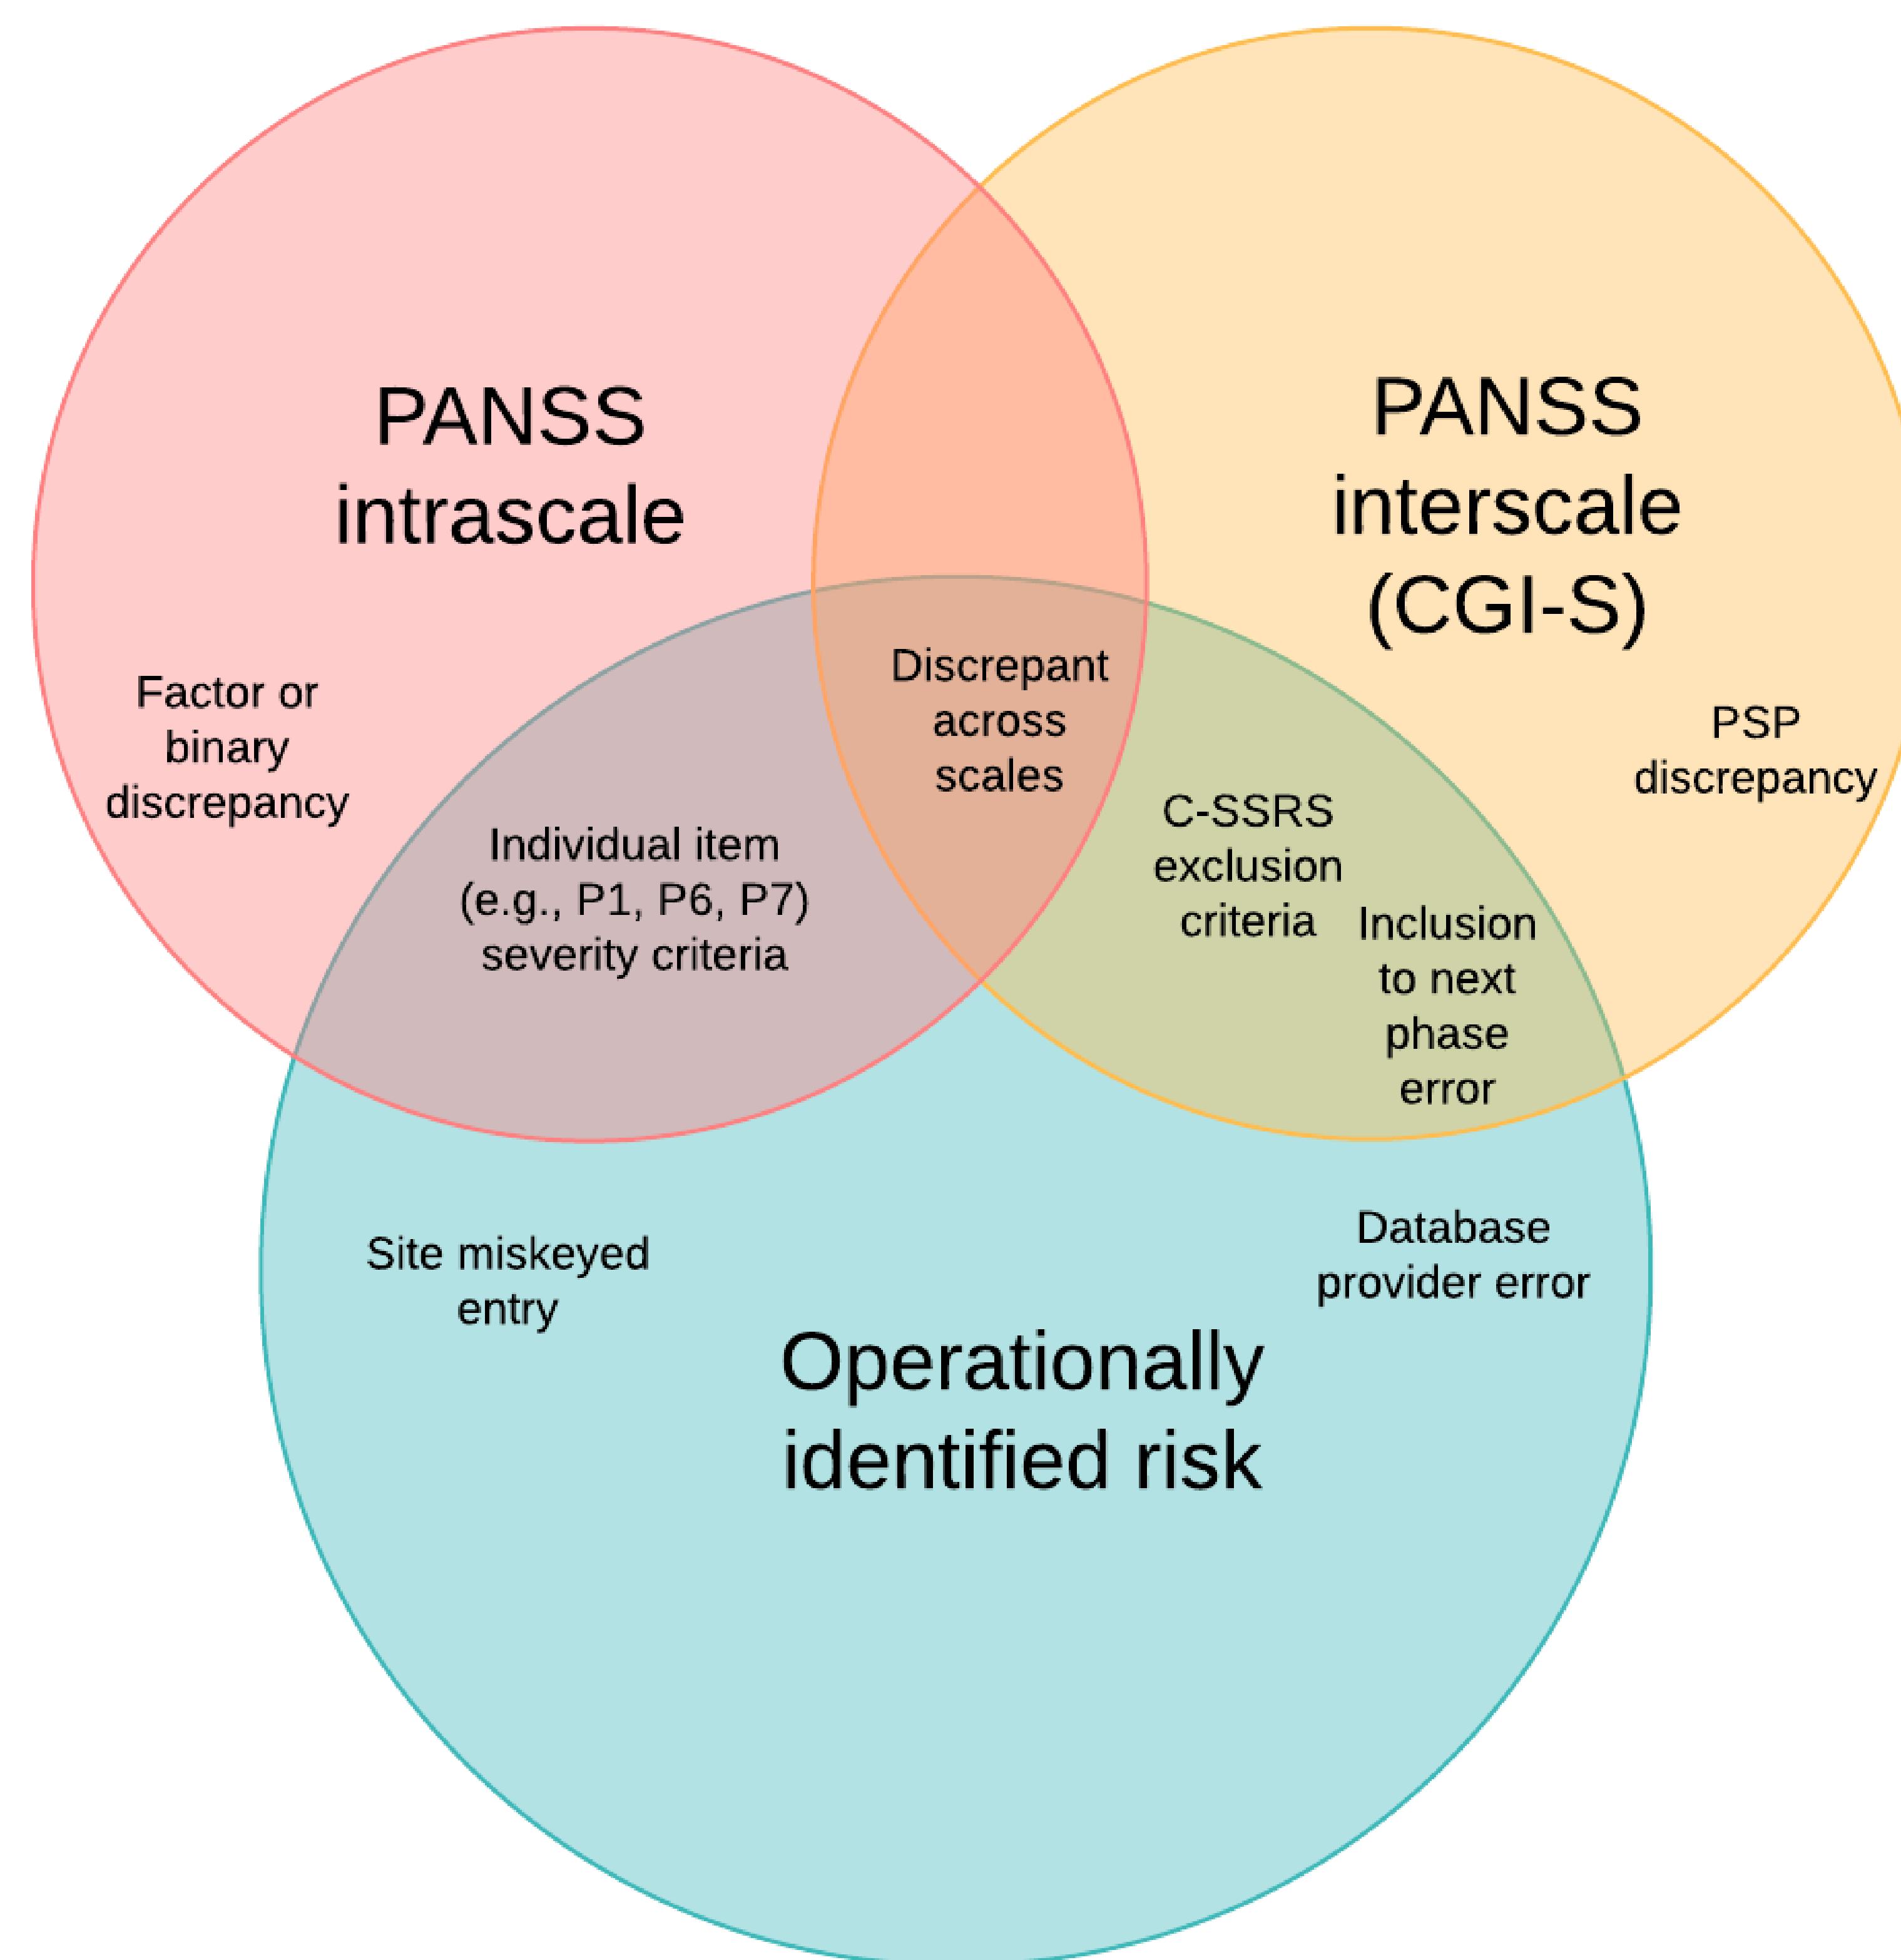 PANSS
intrascale
PANSS
interscale
(CGI-S)
Factor or
binary
discrepancy
Discrepant
across
scales
PSP
discrepancy
Individual item
(e.g., P1, P6, P7)
severity criteria
C-SSRS
exclusion
criteria
Inclusion
to next
phase
error
Site miskeyed
entry
Database
provider error
Operationally
identified risk